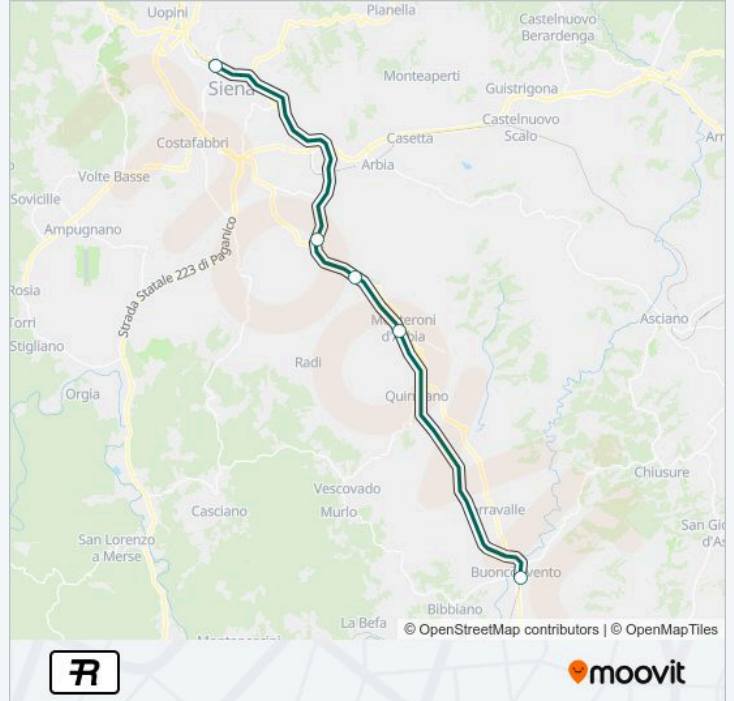 Uopini
Pianella
Castelnuovo
Berardenga
Siena
Monteaperti
Guistrigona
Castelnuovo
Scalo
Costafabbri
Casetta
Arbia
Volte Basse
Sovicille
Ampugnano
Strada Statale 223 di Paganico
Rosia
Torri
Stigliano
Asciano
Radi
Orgia
Chiusure
Vescovado
Murlo
Casciano
San Lorenzo
a Merse
La Befa
Bibbiano
© OpenStreetMap contributors | © OpenMapTiles
R
moovit